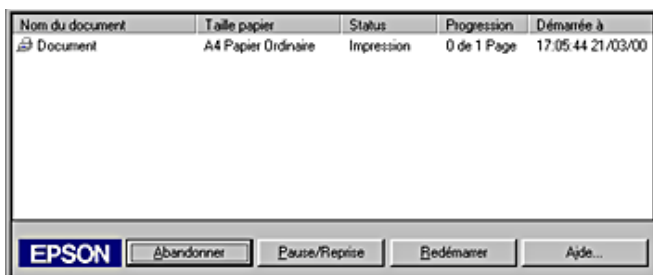 Nom du document Taille papier Status Progression Démarrée à
Document A4 Papier Ordinaire Impression 0 de 1 Page 17:05:44 21/03/00
EPSON Abandonner Pause/Reprise Redémarrer Aide...